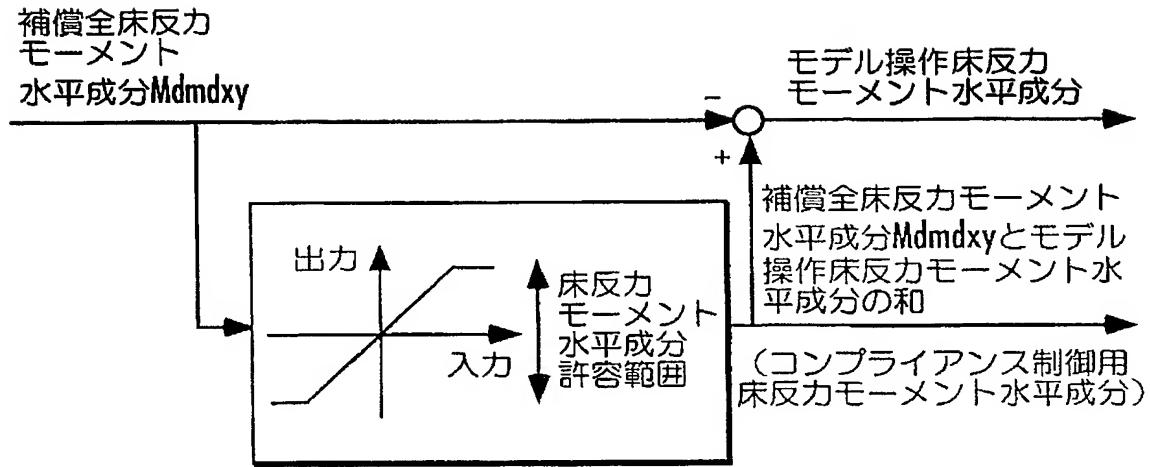 補償全床反力
モーメント
水平成分Mdmdxy
モデル操作床反力
モーメント水平成分
−
+
補償全床反力モーメント
水平成分Mdmdxyとモデル
操作床反力モーメント水
平成分の和
出力
入力
床反力
モーメント
水平成分
許容範囲
（コンプライアンス制御用
床反力モーメント水平成分）